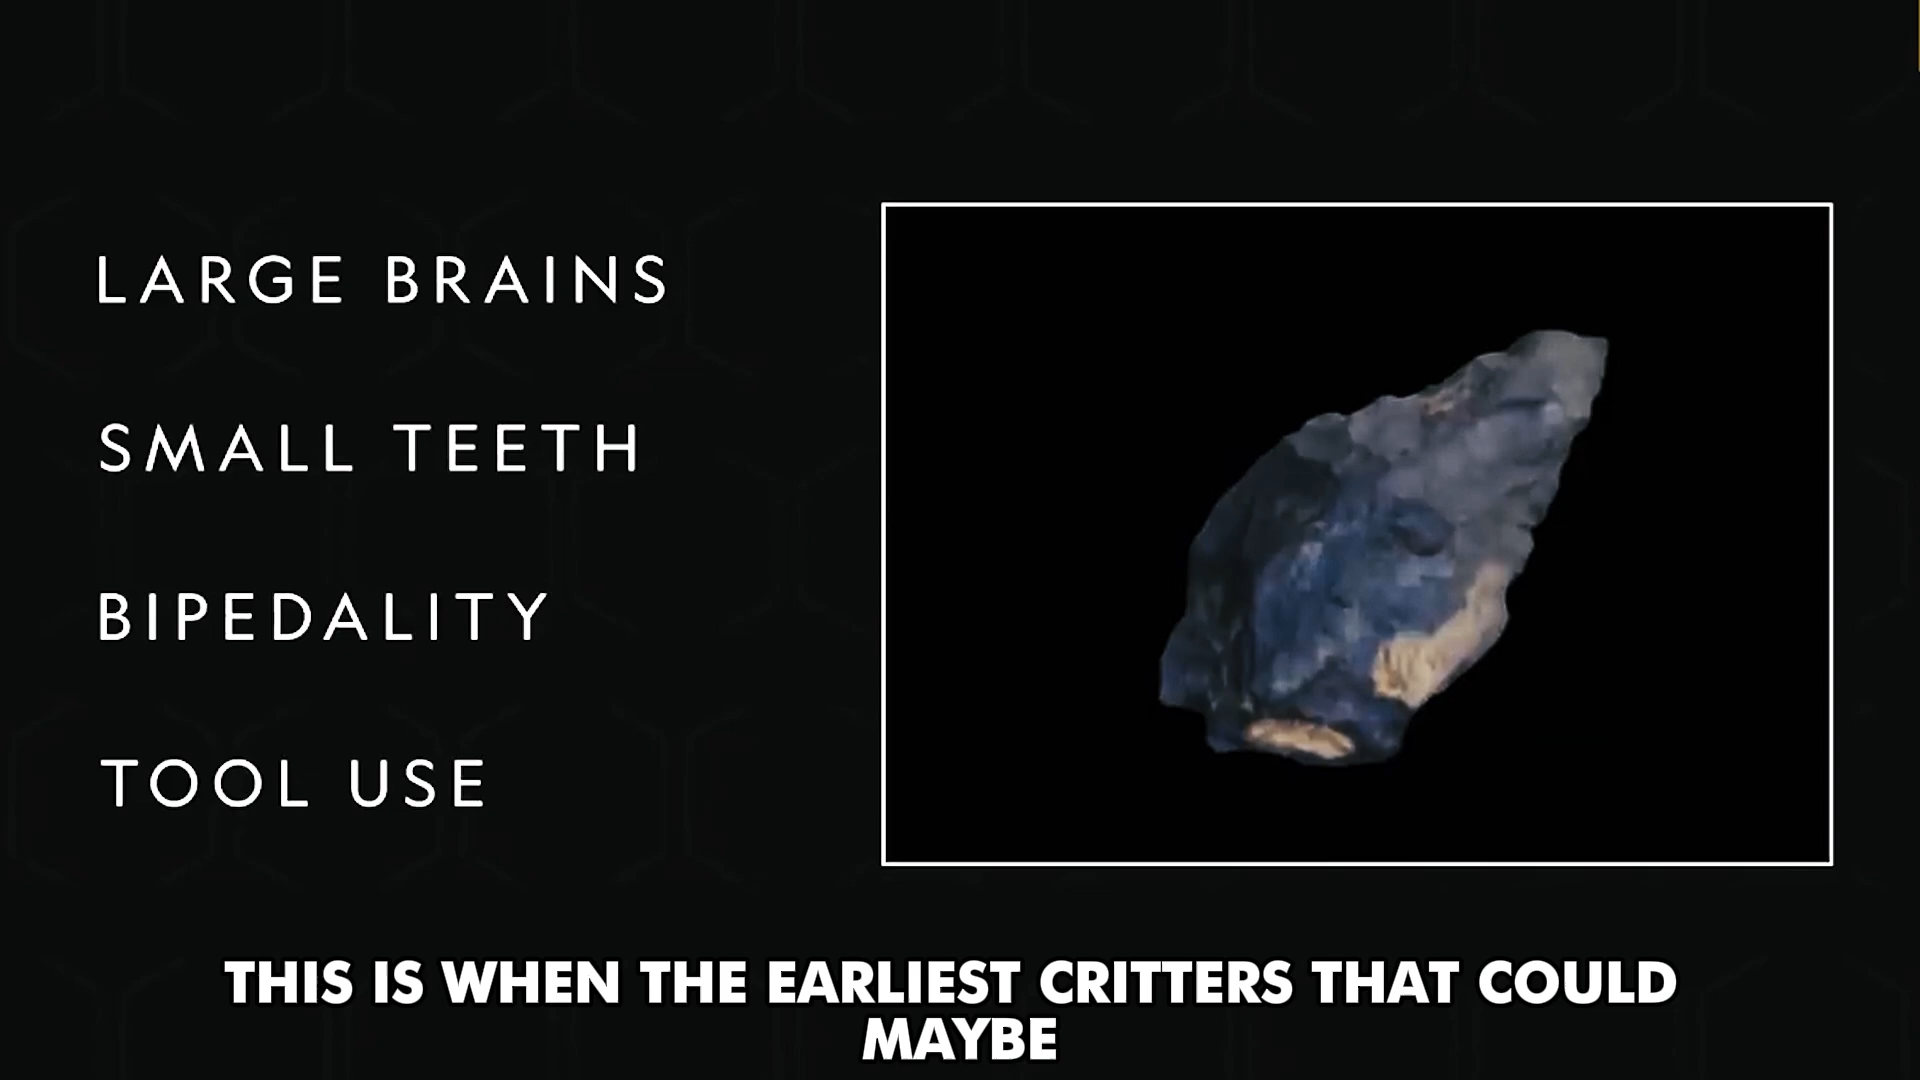 LARGE BRAINS
SMALL TEETH
BIPEDALITY
TOOL USE
THIS IS WHEN THE EARLIEST CRITTERS THAT COULD
MAYBE